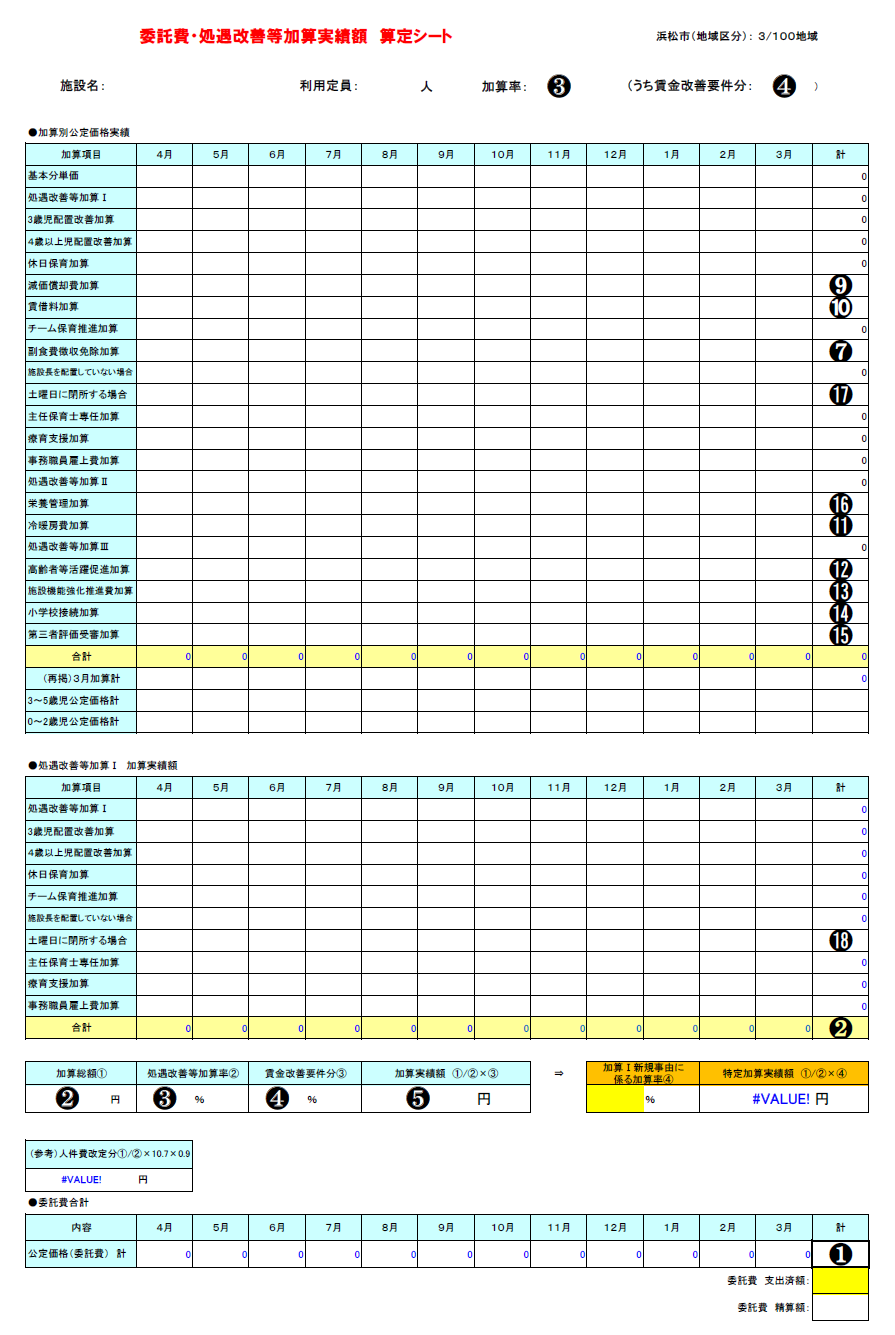 委託費・処遇改善等加算実績額　算定シート
浜松市（地域区分）： 3/100地域
施設名： 利用定員： 人 加算率： ❸ （うち賃金改善要件分： ❹ ）
●加算別公定価格実績
加算項目 4月 5月 6月 7月 8月 9月 10月 11月 12月 1月 2月 3月 計
基本分単価 0
処遇改善等加算Ⅰ 0
3歳児配置改善加算 0
4歳以上児配置改善加算 0
休日保育加算 0
減価償却費加算 ❾
賃借料加算 ❿
チーム保育推進加算 0
副食費徴収免除加算 ❼
施設長を配置していない場合 0
土曜日に閉所する場合 ⓱
主任保育士専任加算 0
療育支援加算 0
事務職員雇上費加算 0
処遇改善等加算Ⅱ 0
栄養管理加算 ⓰
冷暖房費加算 ⓫
処遇改善等加算Ⅲ 0
高齢者等活躍促進加算 ⓬
施設機能強化推進費加算 ⓭
小学校接続加算 ⓮
第三者評価受審加算 ⓯
合計 0 0 0 0 0 0 0 0 0 0 0 0 0
（再掲）3月加算計 0
3～5歳児公定価格計
0～2歳児公定価格計
●処遇改善等加算Ⅰ　加算実績額
加算項目 4月 5月 6月 7月 8月 9月 10月 11月 12月 1月 2月 3月 計
処遇改善等加算Ⅰ 0
3歳児配置改善加算 0
4歳以上児配置改善加算 0
休日保育加算 0
チーム保育推進加算 0
施設長を配置していない場合 0
土曜日に閉所する場合 ⓲
主任保育士専任加算 0
療育支援加算 0
事務職員雇上費加算 0
合計 0 0 0 0 0 0 0 0 0 0 0 0 ❷
加算総額① 処遇改善等加算率② 賃金改善要件分③ 加算実績額　①/②×③ ⇒ 加算Ⅰ新規事由に
係る加算率④ 特定加算実績額　①/②×④
❷ 円 ❸ % ❹ % ❺ 円 % #VALUE! 円
（参考）人件費改定分①/②×10.7×0.9
#VALUE! 円
●委託費合計
内容 4月 5月 6月 7月 8月 9月 10月 11月 12月 1月 2月 3月 計
公定価格（委託費）　計 0 0 0 0 0 0 0 0 0 0 0 0 ❶
委託費　支出済額：
委託費　精算額：